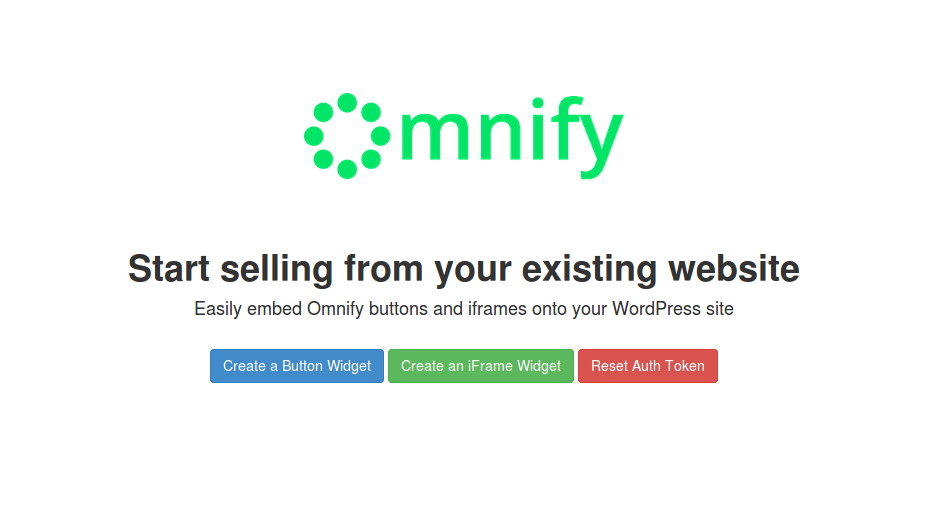 Omnify
Start selling from your existing website
Easily embed Omnify buttons and iframes onto your WordPress site
Create a Button Widget Create an iFrame Widget Reset Auth Token